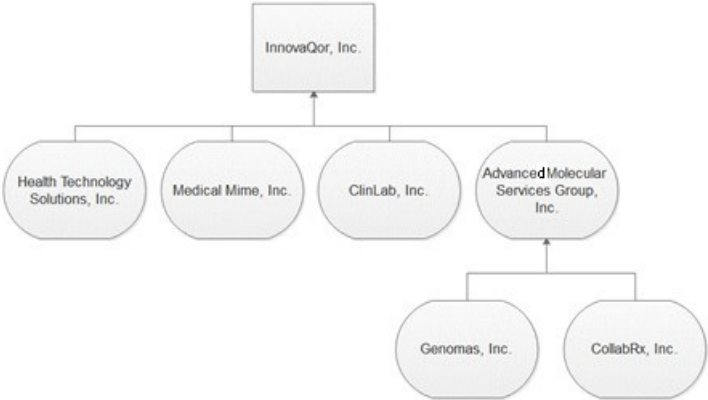 InnovaQor, Inc.
Health Technology
Solutions, Inc.
Medical Mime, Inc.
ClinLab, Inc.
Advanced Molecular
Services Group,
Inc.
Genomas, Inc.
CollabRx, Inc.